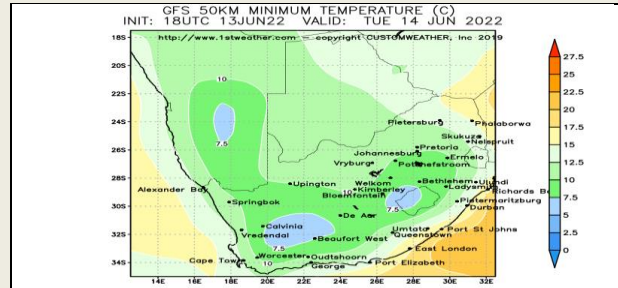 GFS 50KM MINIMUM TEMPERATURE (C)
INIT: 18UTC 13JUN22 VALID: TUE 14 JUN 2022
http://www.1stweather.com — copyright CUSTOMWEATHER, Inc 2019
18S
20S
22S
24S
26S
28S
30S
32S
34S
14E 16E 18E 20E 22E 24E 26E 28E 30E 32E
10
7.5
Pietersburg
Phalaborwa
Skukuza
Nelspruit
Pretoria
Johannesburg
Ermelo
Vryburg
Potchefstroom
Welkom
Bethlehem
Ulundi
Alexander Bay
Upington
10
Kimberley
Ladysmith
Bloemfontein
Richards Ba
Springbok
7.5
Pietermaritzburg
Durban
De Aar
Calvinia
Umtata
Port St Johns
Vredendal
Queenstown
7.5
Beaufort West
East London
Worcester
Oudtshoorn
Cape Town
10
George
Port Elizabeth
27.5
25
22.5
20
17.5
15
12.5
10
7.5
5
2.5
0